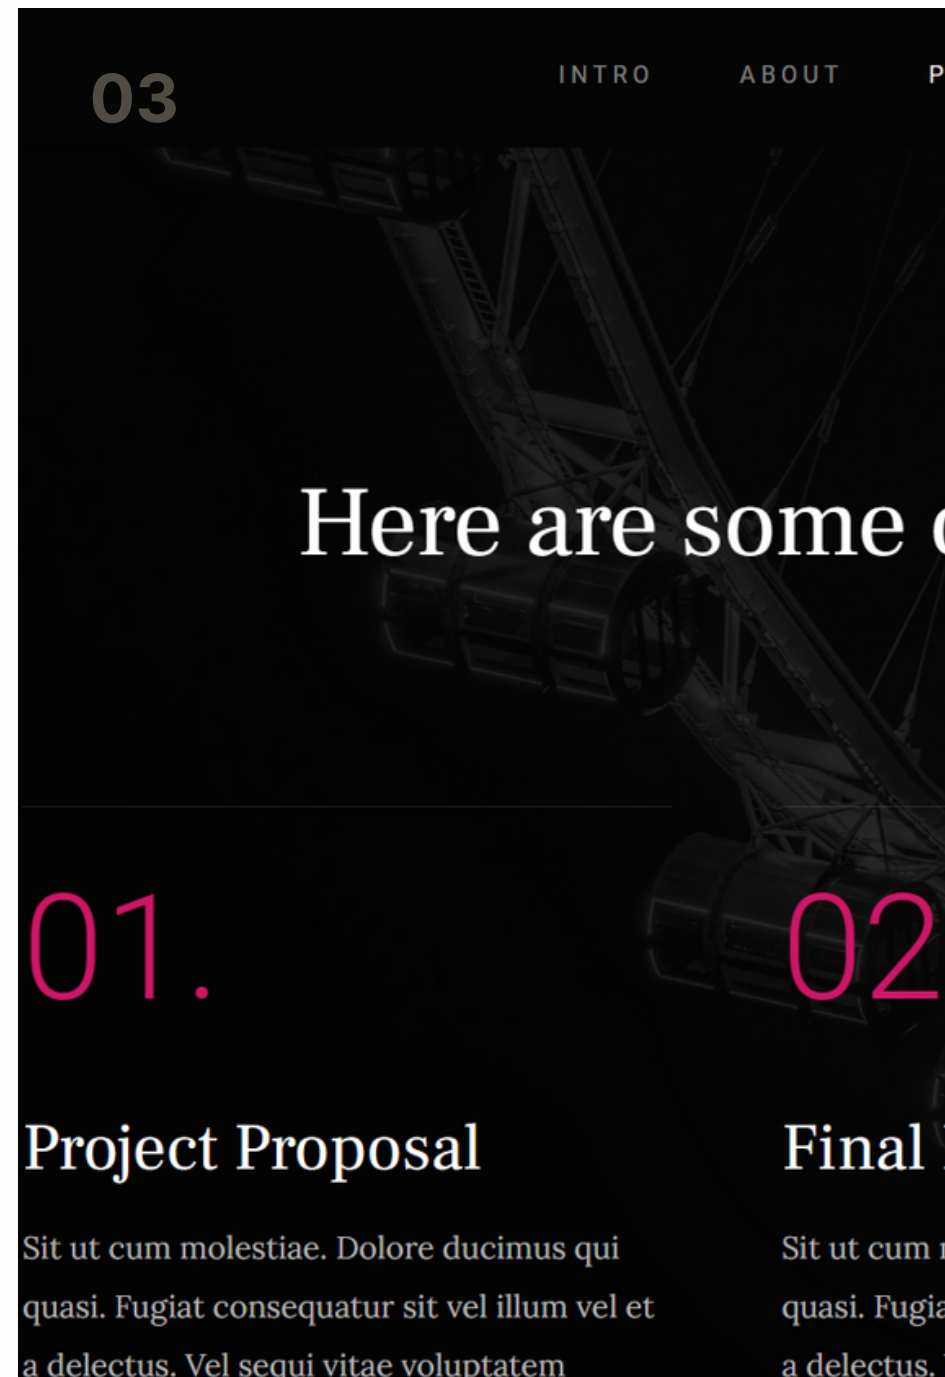 03
INTRO ABOUT
Here are some
01.
02
Project Proposal
Final
Sit ut cum molestiae. Dolore ducimus qui
quasi. Fugiat consequatur sit vel illum vel et
a delectus. Vel sequi vitae voluptatem
Sit ut cum
quasi.
a delectus.